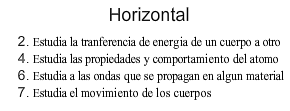 Horizontal
2. Estudia la tranferencia de energia de un cuerpo a otro
4. Estudia las propiedades y comportamiento del atomo
6. Estudia a las ondas que se propagan en algun material
7. Estudia el movimiento de los cuerpos